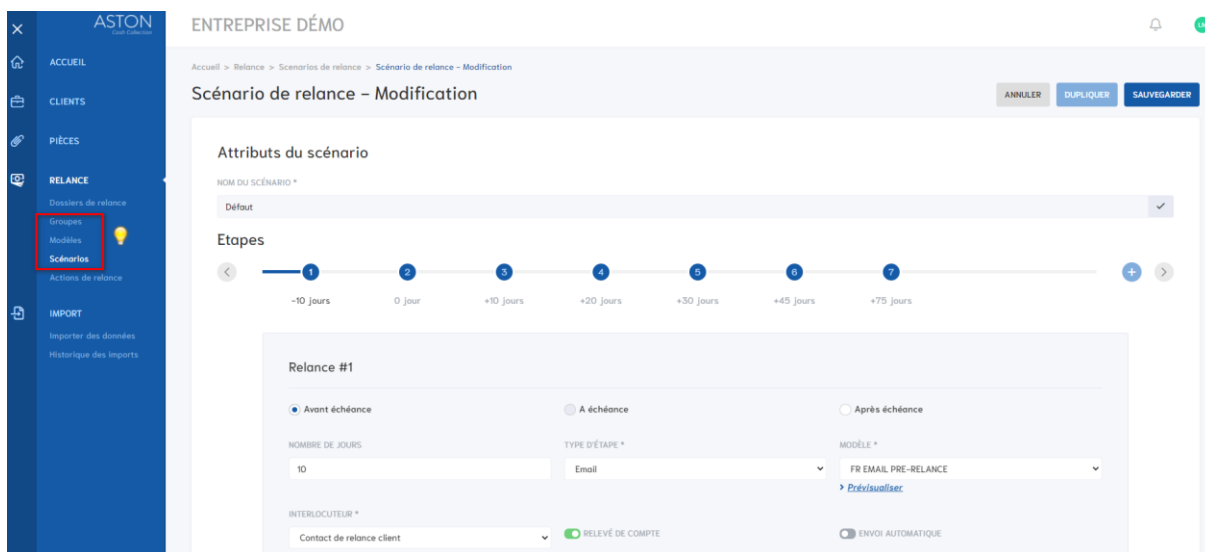 ASTON
Cash Collection
ENTREPRISE DÉMO
ACCUEIL
CLIENTS
PIÈCES
RELANCE
Dossiers de relance
Groupes
Modèles
Scénarios
Actions de relance
IMPORT
Importer des données
Historique des imports
Accueil > Relance > Scenarios de relance > Scénario de relance - Modification
Scénario de relance – Modification
ANNULER DUPLIQUER SAUVEGARDER
Attributs du scénario
NOM DU SCÉNARIO *
Défaut
Etapes
1 2 3 4 5 6 7
-10 jours 0 jour +10 jours +20 jours +30 jours +45 jours +75 jours
Relance #1
Avant échéance A échéance Après échéance
NOMBRE DE JOURS TYPE D'ÉTAPE * MODÈLE *
10 Email FR EMAIL PRE-RELANCE
> Prévisualiser
INTERLOCUTEUR *
Contact de relance client RELEVÉ DE COMPTE ENVOI AUTOMATIQUE